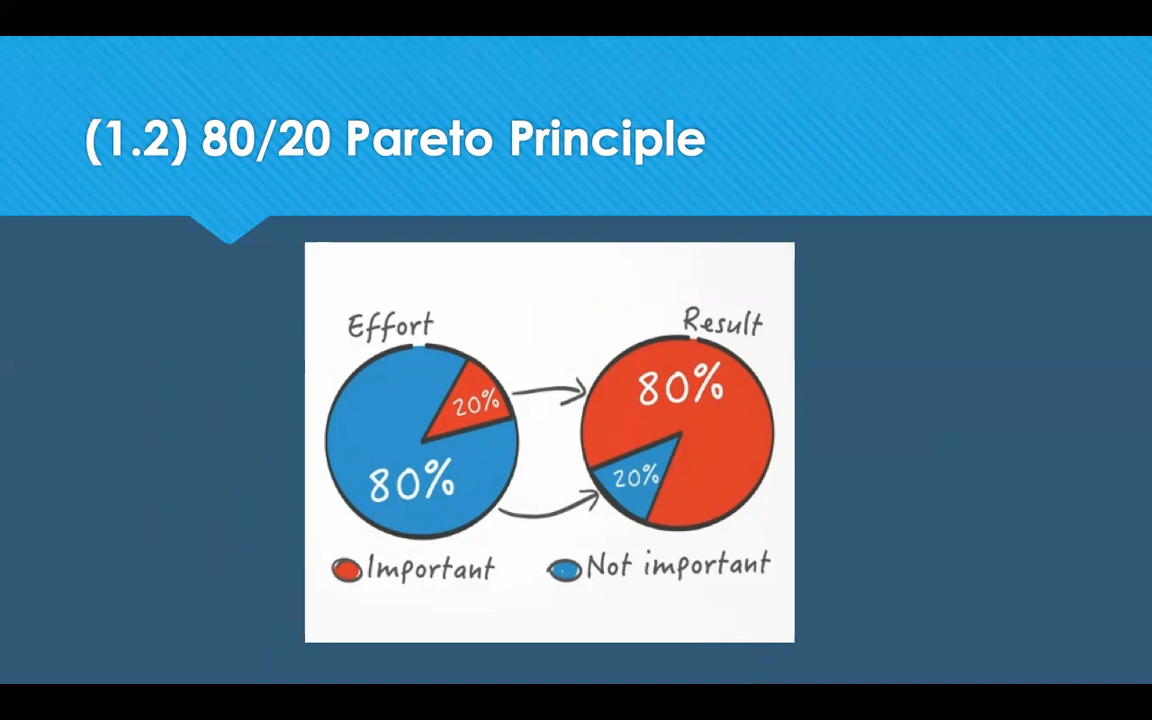 (1.2) 80/20 Pareto Principle
Effort
Result
20%
80%
80%
20%
Important
Not important